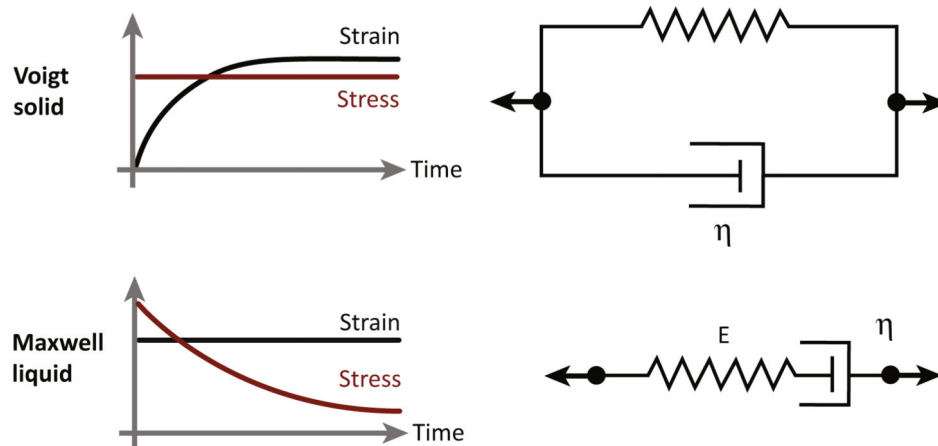 Voigt
solid
Strain
Stress
Time
η
Maxwell
liquid
Strain
Stress
Time
E
η